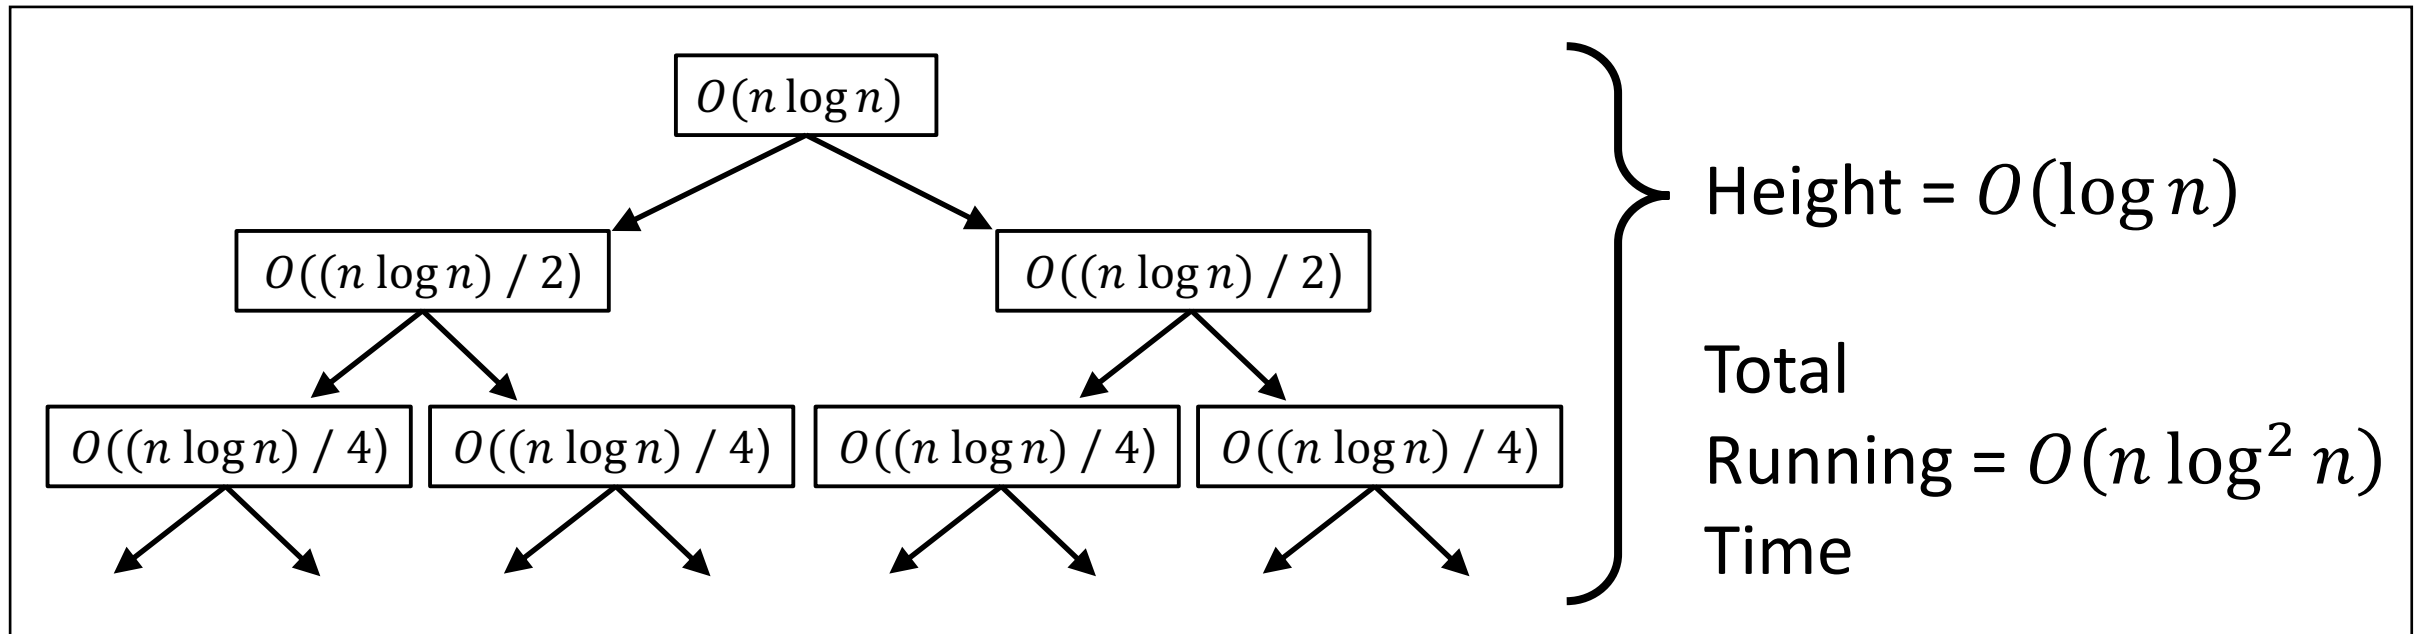 O(n log n)
O((n log n) / 2)
O((n log n) / 2)
O((n log n) / 4)
O((n log n) / 4)
O((n log n) / 4)
O((n log n) / 4)
Height = O(log n)
Total
Running = O(n log² n)
Time